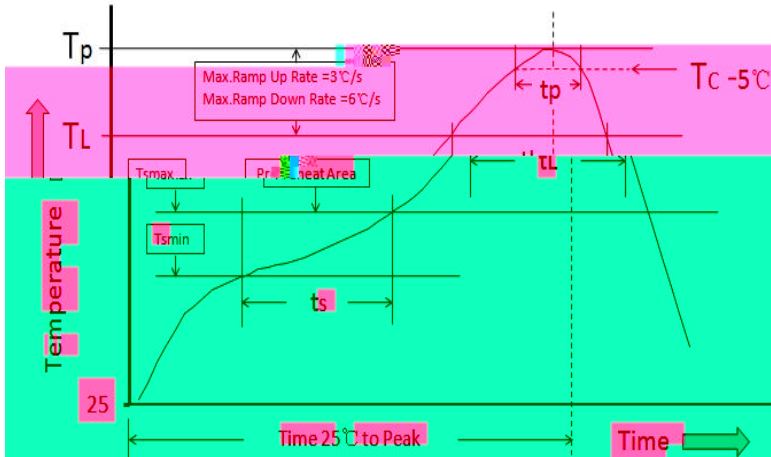 Tp
Max.Ramp Up Rate =3℃/s
Max.Ramp Down Rate =6℃/s
tp
TC -5℃
TL
tL
Tsmax
Area
Tsmin
ts
Temperature
25
Time 25℃ to Peak
Time